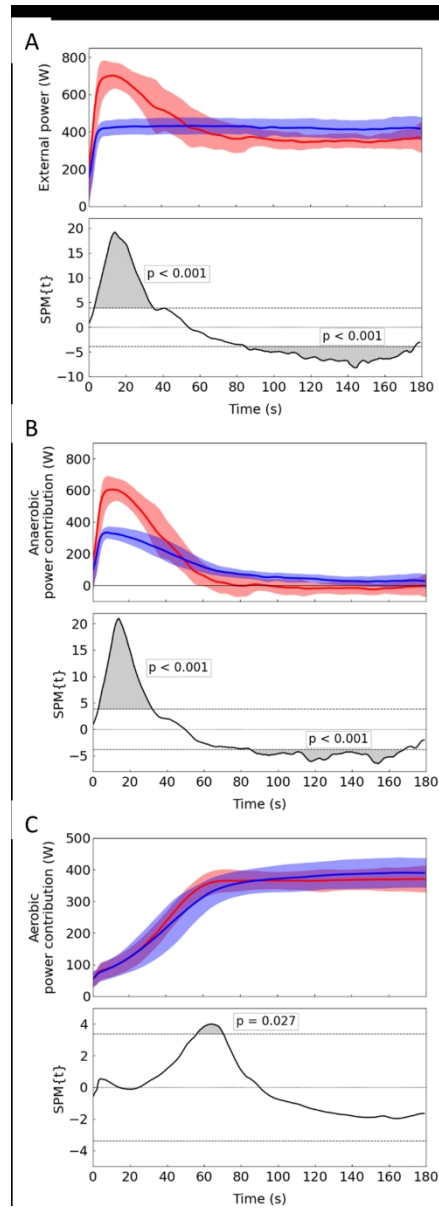 A
External power (W)
800
600
400
200
0
SPM{t}
20
15
10
5
0
−5
−10
p < 0.001
p < 0.001
0 20 40 60 80 100 120 140 160 180
Time (s)
B
Anaerobic
power contribution (W)
800
600
400
200
0
SPM{t}
20
15
10
5
0
−5
p < 0.001
p < 0.001
0 20 40 60 80 100 120 140 160 180
Time (s)
C
Aerobic
power contribution (W)
500
400
300
200
100
0
SPM{t}
4
2
0
−2
−4
p = 0.027
0 20 40 60 80 100 120 140 160 180
Time (s)